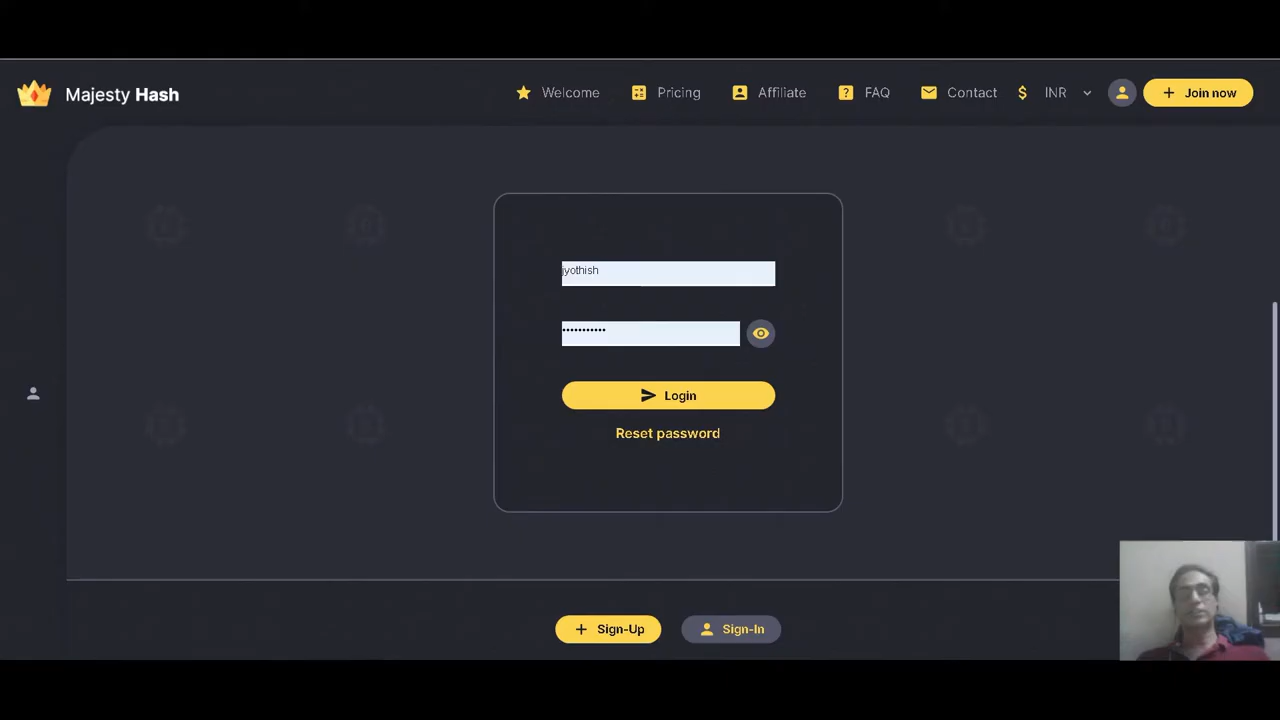 Majesty Hash
Welcome
Pricing
Affiliate
FAQ
Contact
$ INR
+ Join now
jyothish
•••••••••••
Login
Reset password
+ Sign-Up
Sign-In